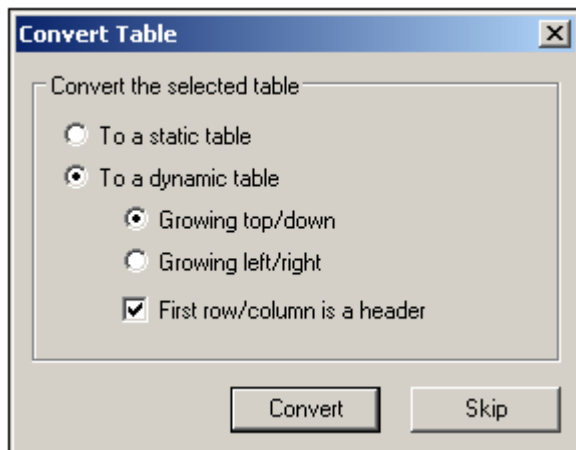 Convert Table
Convert the selected table
To a static table
To a dynamic table
Growing top/down
Growing left/right
First row/column is a header
Convert
Skip